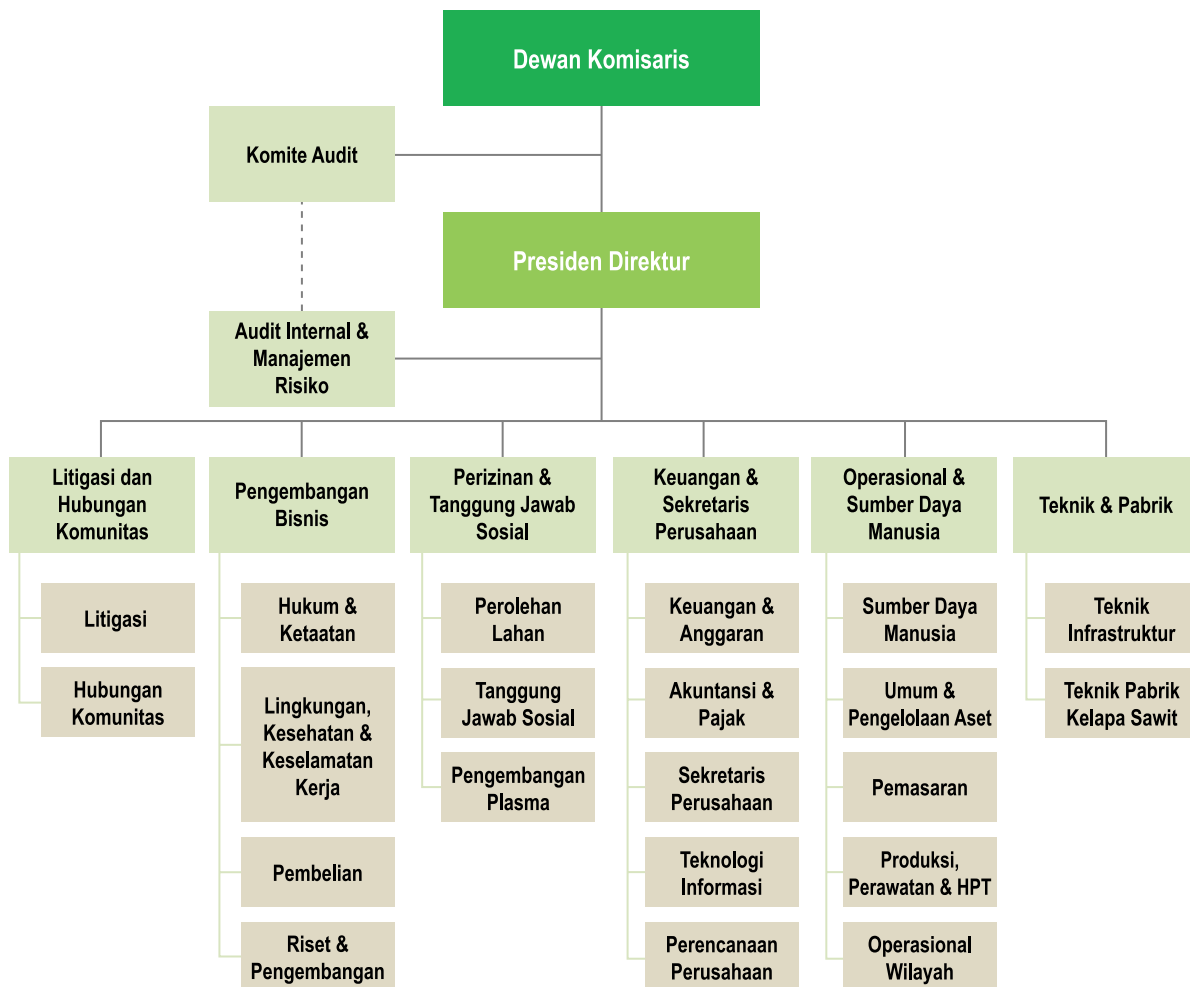 Dewan Komisaris
Komite Audit
Presiden Direktur
Audit Internal &
Manajemen
Risiko
Litigasi dan
Hubungan
Komunitas
Pengembangan
Bisnis
Perizinan &
Tanggung Jawab
Sosial
Keuangan &
Sekretaris
Perusahaan
Operasional &
Sumber Daya
Manusia
Teknik & Pabrik
Litigasi
Hubungan
Komunitas
Hukum &
Ketaatan
Lingkungan,
Kesehatan &
Keselamatan
Kerja
Pembelian
Riset &
Pengembangan
Perolehan
Lahan
Tanggung
Jawab Sosial
Pengembangan
Plasma
Keuangan &
Anggaran
Akuntansi &
Pajak
Sekretaris
Perusahaan
Teknologi
Informasi
Perencanaan
Perusahaan
Sumber Daya
Manusia
Umum &
Pengelolaan Aset
Pemasaran
Produksi,
Perawatan & HPT
Operasional
Wilayah
Teknik
Infrastruktur
Teknik Pabrik
Kelapa Sawit